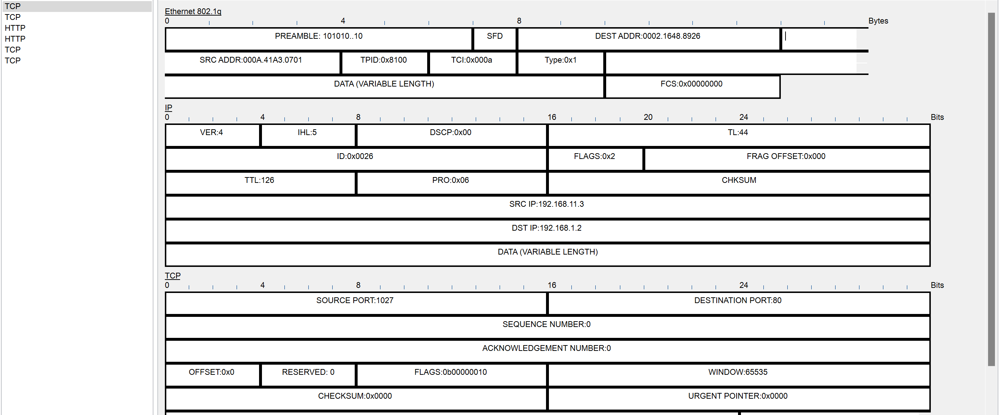 TCP
TCP
HTTP
HTTP
TCP
TCP
Ethernet 802.1q
0 4 8 Bytes
PREAMBLE: 101010..10 SFD DEST ADDR:0002.1648.8926
SRC ADDR:000A.41A3.0701 TPID:0x8100 TCI:0x000a Type:0x1
DATA (VARIABLE LENGTH) FCS:0x00000000
IP
0 4 8 16 20 24 Bits
VER:4 IHL:5 DSCP:0x00 TL:44
ID:0x0026 FLAGS:0x2 FRAG OFFSET:0x000
TTL:126 PRO:0x06 CHKSUM
SRC IP:192.168.11.3
DST IP:192.168.1.2
DATA (VARIABLE LENGTH)
TCP
0 4 8 16 24 Bits
SOURCE PORT:1027 DESTINATION PORT:80
SEQUENCE NUMBER:0
ACKNOWLEDGEMENT NUMBER:0
OFFSET:0x0 RESERVED: 0 FLAGS:0b00000010 WINDOW:65535
CHECKSUM:0x0000 URGENT POINTER:0x0000